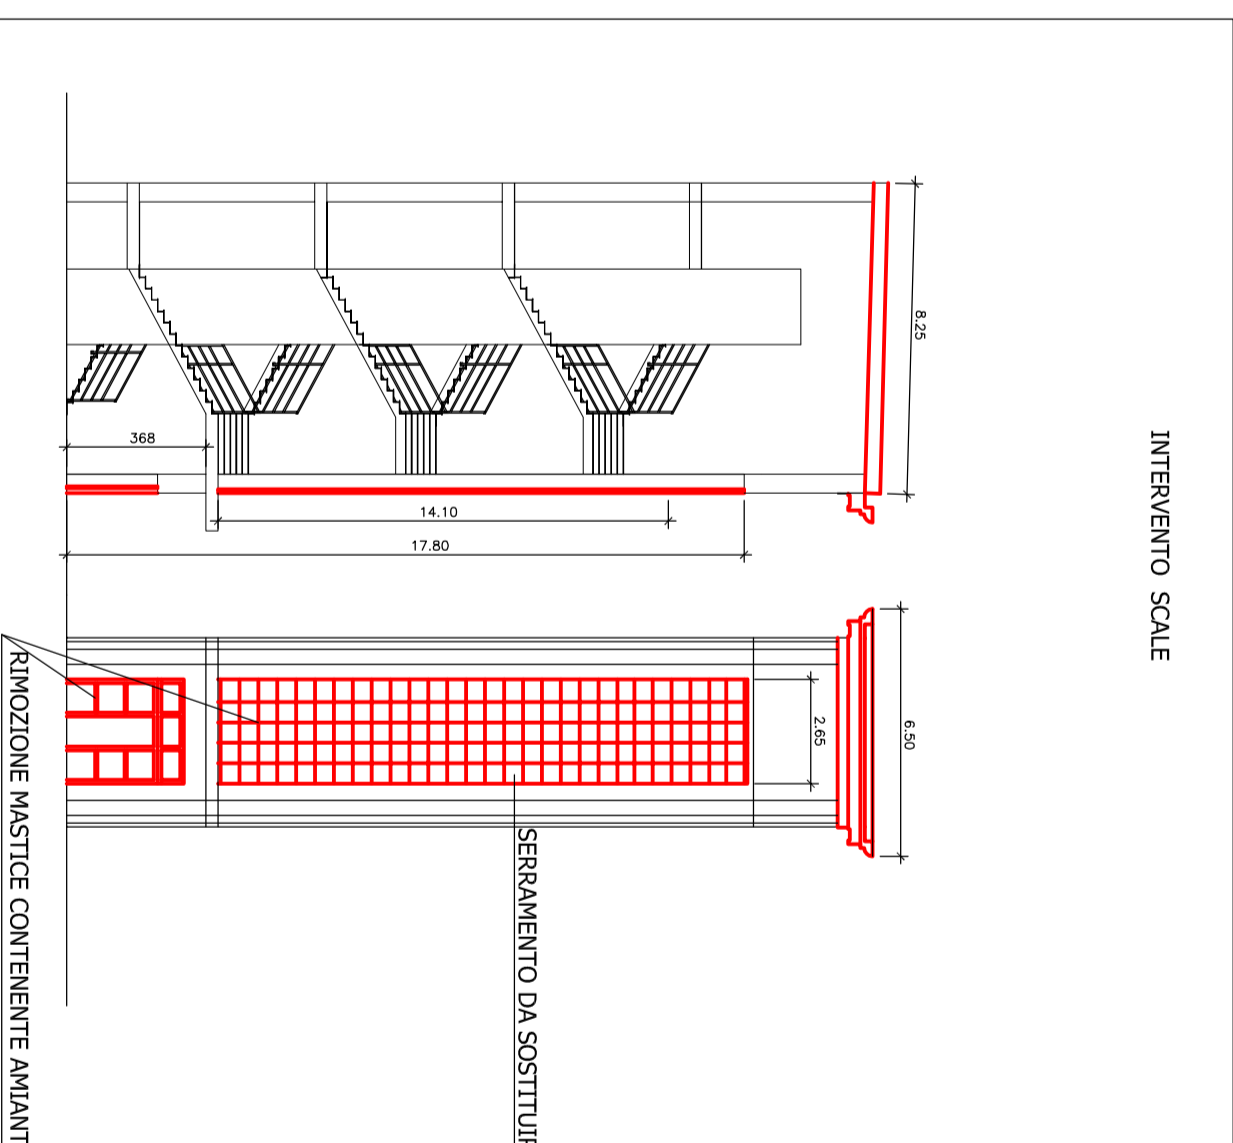 INTERVENTO SCALE
8.25
368
14.10
17.80
6.50
2.65
SERRAMENTO DA
RIMOZIONE MASTICE CONTENENTE